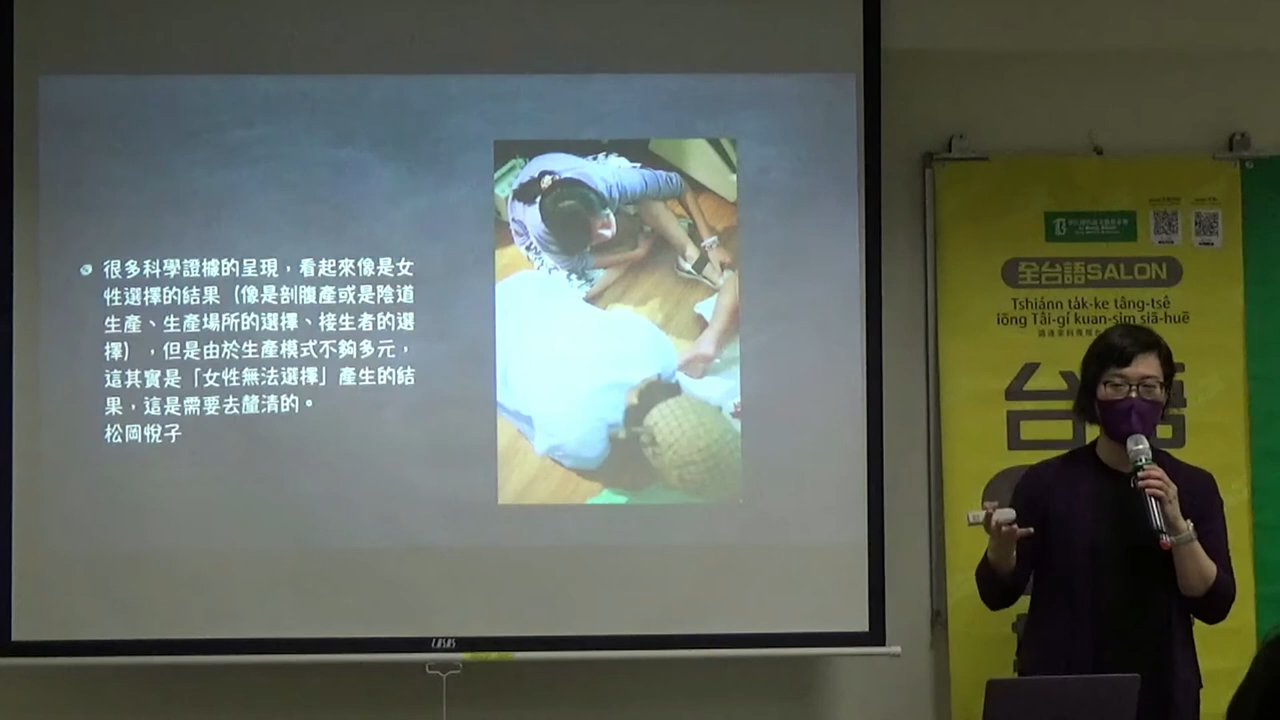 很多科學證據的呈現，看起來像是女
性選擇的結果（像是剖腹產或是陰道
生產、生產場所的選擇、接生者的選
擇），但是由於生產模式不夠多元，
這其實是「女性無法選擇」產生的結
果，這是需要去釐清的。
松岡悅子
全台語SALON
Tshiánn ta̍k-ke tâng-tsê
iōng Tâi-gí kuan-sim siā-huē
台語